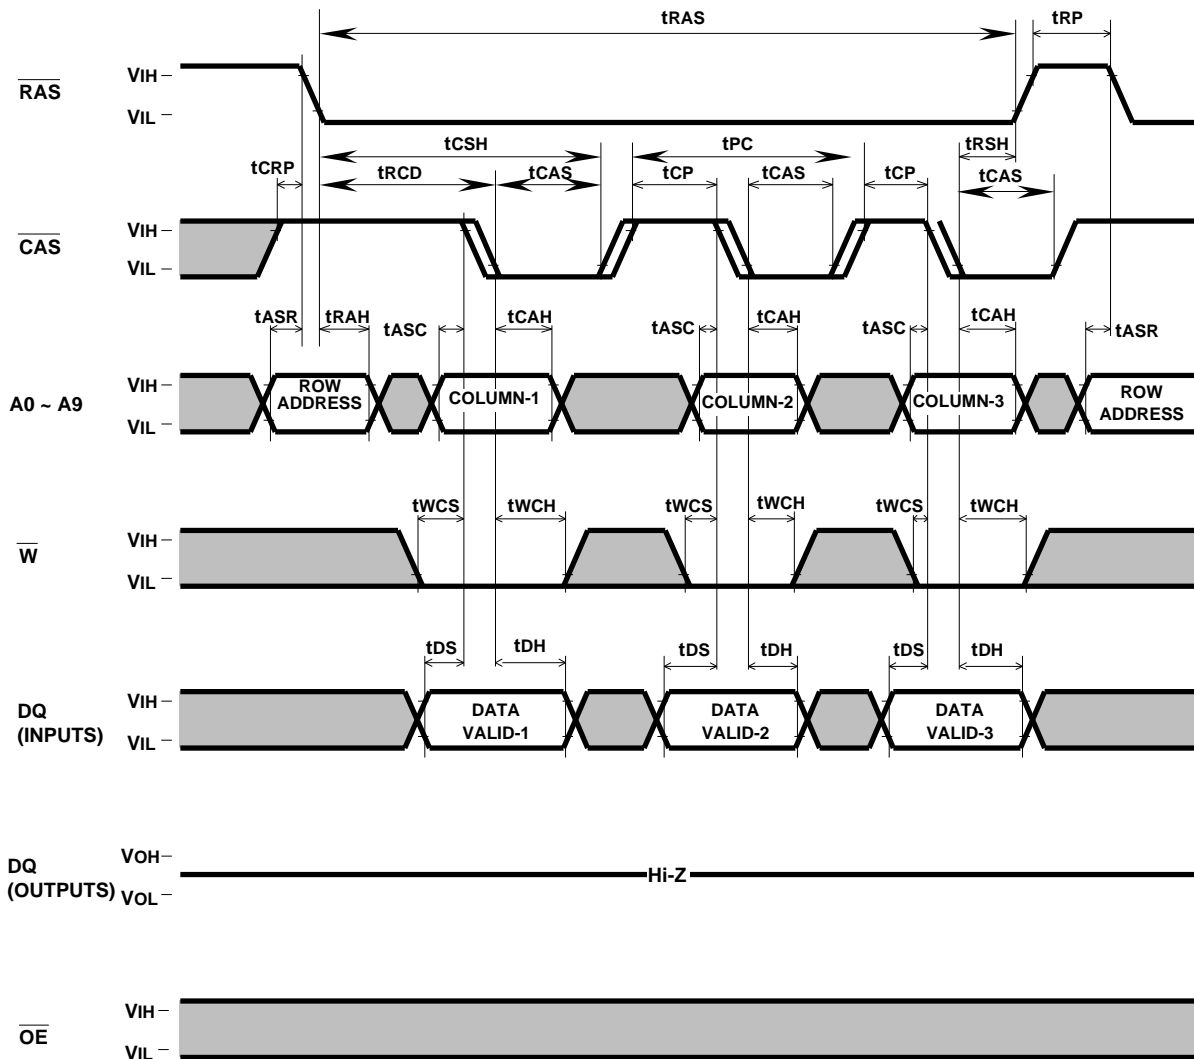 tRAS tRP
RAS VIH
VIL
tCSH tPC tRSH
tCRP tRCD tCAS tCP tCAS tCP tCAS
CAS VIH
VIL
tASR tRAH tASC tCAH tASC tCAH tASC tCAH tASR
A0 ~ A9 VIH
VIL
ROW
ADDRESS
COLUMN-1
COLUMN-2
COLUMN-3
ROW
ADDRESS
tWCS tWCH tWCS tWCH tWCS tWCH
W VIH
VIL
tDS tDH tDS tDH tDS tDH
DQ
(INPUTS)
VIH
VIL
DATA
VALID-1
DATA
VALID-2
DATA
VALID-3
DQ
(OUTPUTS)
VOH
VOL
Hi-Z
OE VIH
VIL